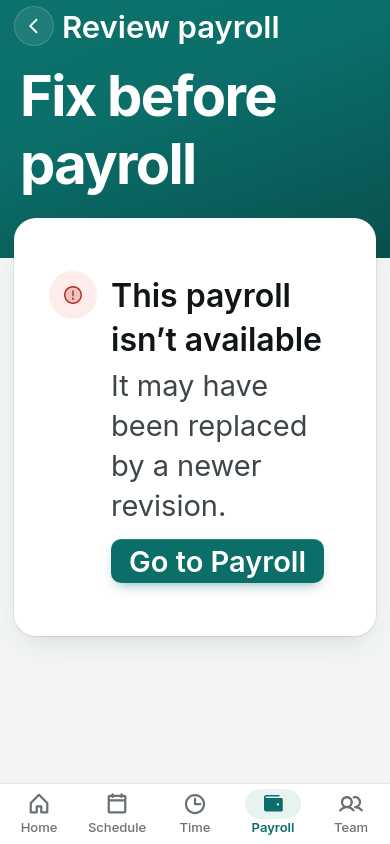 Review payroll
Fix before
payroll
This payroll
isn’t available
It may have
been replaced
by a newer
revision.
Go to Payroll
Home Schedule Time Payroll Team